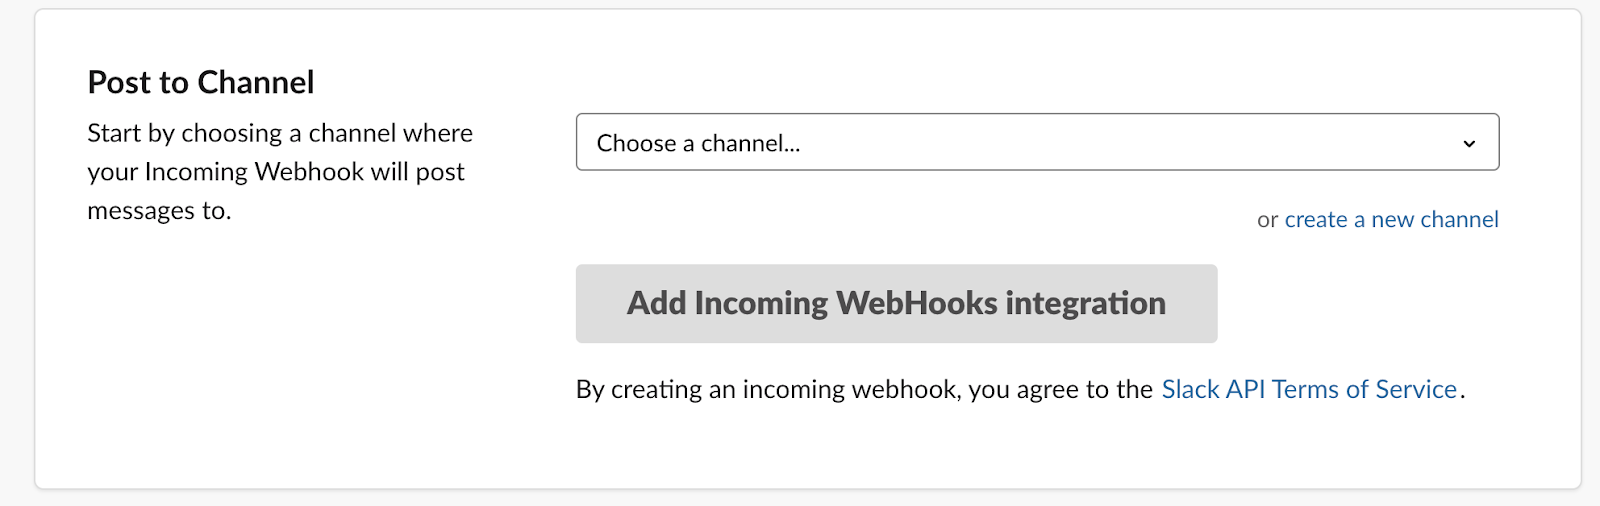 Post to Channel
Start by choosing a channel where
your Incoming Webhook will post
messages to.
Choose a channel...
or create a new channel
Add Incoming WebHooks integration
By creating an incoming webhook, you agree to the Slack API Terms of Service.